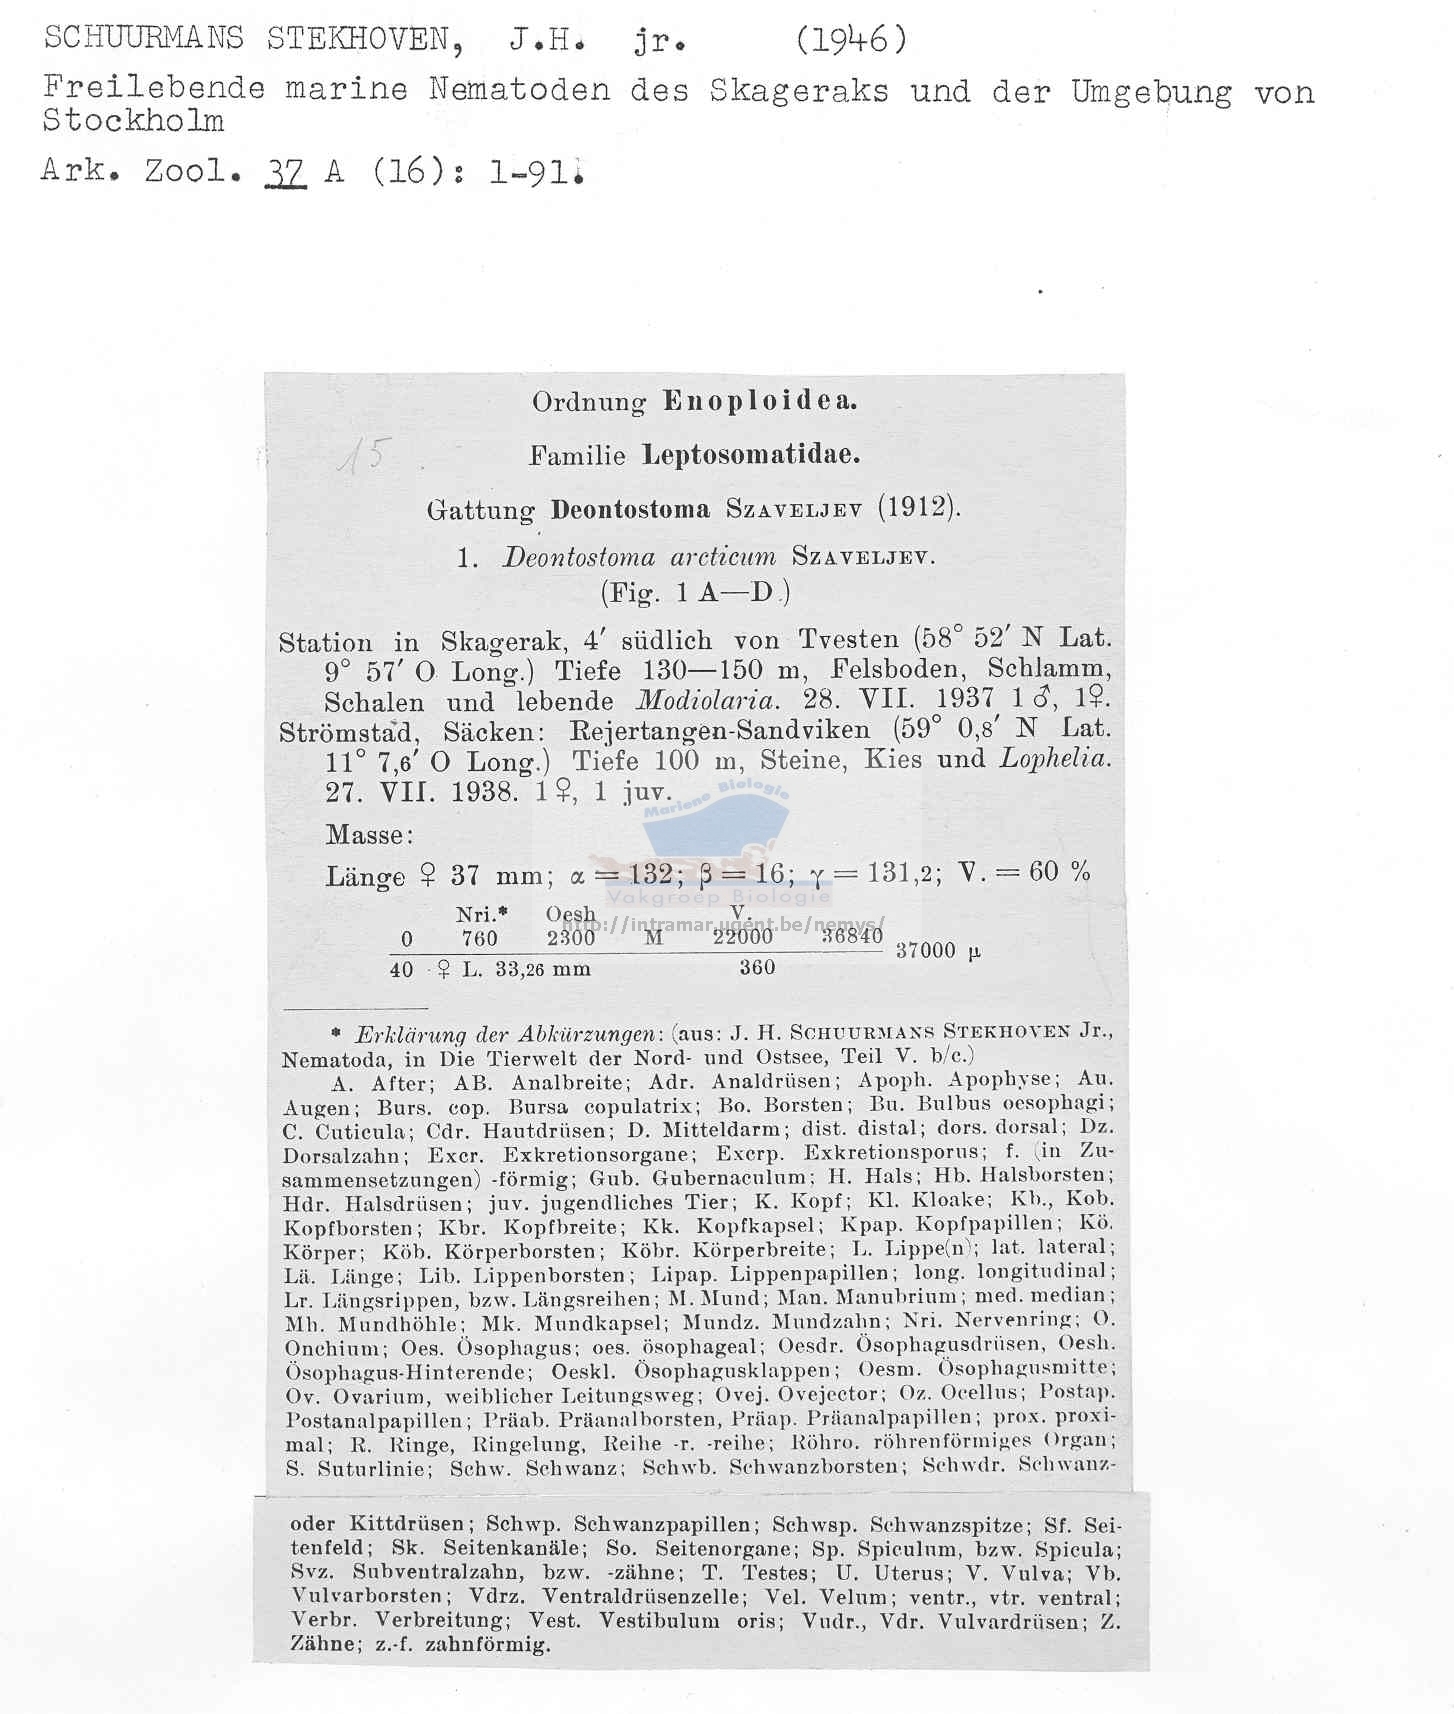 SCHUURMANS STEKHOVEN, J.H. jr. (1946)
Freilebende marine Nematoden des Skageraks und der Umgebung von
Stockholm
Ark. Zool. 37 A (16): 1-91.
Ordnung Enoploidea.
15
Familie Leptosomatidae.
Gattung Deontostoma SZAVELJEV (1912).
1. Deontostoma arcticum SZAVELJEV.
(Fig. 1 A—D.)
Station in Skagerak, 4′ südlich von Tvesten (58° 52′ N Lat.
9° 57′ O Long.) Tiefe 130—150 m, Felsboden, Schlamm,
Schalen und lebende Modiolaria. 28. VII. 1937 1 ♂, 1♀.
Strömstad, Säcken: Rejertangen-Sandviken (59° 0,8′ N Lat.
11° 7,6′ O Long.) Tiefe 100 m, Steine, Kies und Lophelia.
27. VII. 1938. 1 ♀, 1 juv.
Mariene Biologie
Masse:
Länge ♀ 37 mm; α = 132; β = 16; γ = 131,2; V. = 60 %
Vakgroep Biologie
Nri.* Oesh V.
http://intramar.ugent.be/nemys/
0 760 2300 M 22000 36840 37000 μ
40 ♀ L. 33,26 mm 360
* Erklärung der Abkürzungen: (aus: J. H. SCHUURMANS STEKHOVEN Jr.,
Nematoda, in Die Tierwelt der Nord- und Ostsee, Teil V. b/c.)
A. After; AB. Analbreite; Adr. Analdrüsen; Apoph. Apophyse; Au.
Augen; Burs. cop. Bursa copulatrix; Bo. Borsten; Bu. Bulbus oesophagi;
C. Cuticula; Cdr. Hautdrüsen; D. Mitteldarm; dist. distal; dors. dorsal; Dz.
Dorsalzahn; Excr. Exkretionsorgane; Excrp. Exkretionsporus; f. (in Zu-
sammensetzungen) -förmig; Gub. Gubernaculum; H. Hals; Hb. Halsborsten;
Hdr. Halsdrüsen; juv. jugendliches Tier; K. Kopf; Kl. Kloake; Kb., Kob.
Kopfborsten; Kbr. Kopfbreite; Kk. Kopfkapsel; Kpap. Kopfpapillen; Kö.
Körper; Köb. Körperborsten; Köbr. Körperbreite; L. Lippe(n); lat. lateral;
Lä. Länge; Lib. Lippenborsten; Lipap. Lippenpapillen; long. longitudinal;
Lr. Längsrippen, bzw. Längsreihen; M. Mund; Man. Manubrium; med. median;
Mh. Mundhöhle; Mk. Mundkapsel; Mundz. Mundzahn; Nri. Nervenring; O.
Onchium; Oes. Ösophagus; oes. ösophageal; Oesdr. Ösophagusdrüsen, Oesh.
Ösophagus-Hinterende; Oeskl. Ösophagusklappen; Oesm. Ösophagusmitte;
Ov. Ovarium, weiblicher Leitungsweg; Ovej. Ovejector; Oz. Ocellus; Postap.
Postanalpapillen; Präab. Präanalborsten, Präap. Präanalpapillen; prox. proxi-
mal; R. Ringe, Ringelung, Reihe -r. -reihe; Röhro. röhrenförmiges Organ;
S. Suturlinie; Schw. Schwanz; Schwb. Schwanzborsten; Schwdr. Schwanz-
oder Kittdrüsen; Schwp. Schwanzpapillen; Schwsp. Schwanzspitze; Sf. Sei-
tenfeld; Sk. Seitenkanäle; So. Seitenorgane; Sp. Spiculum, bzw. Spicula;
Svz. Subventralzahn, bzw. -zähne; T. Testes; U. Uterus; V. Vulva; Vb.
Vulvarborsten; Vdrz. Ventraldrüsenzelle; Vel. Velum; ventr., vtr. ventral;
Verbr. Verbreitung; Vest. Vestibulum oris; Vudr., Vdr. Vulvardrüsen; Z.
Zähne; z.-f. zahnförmig.